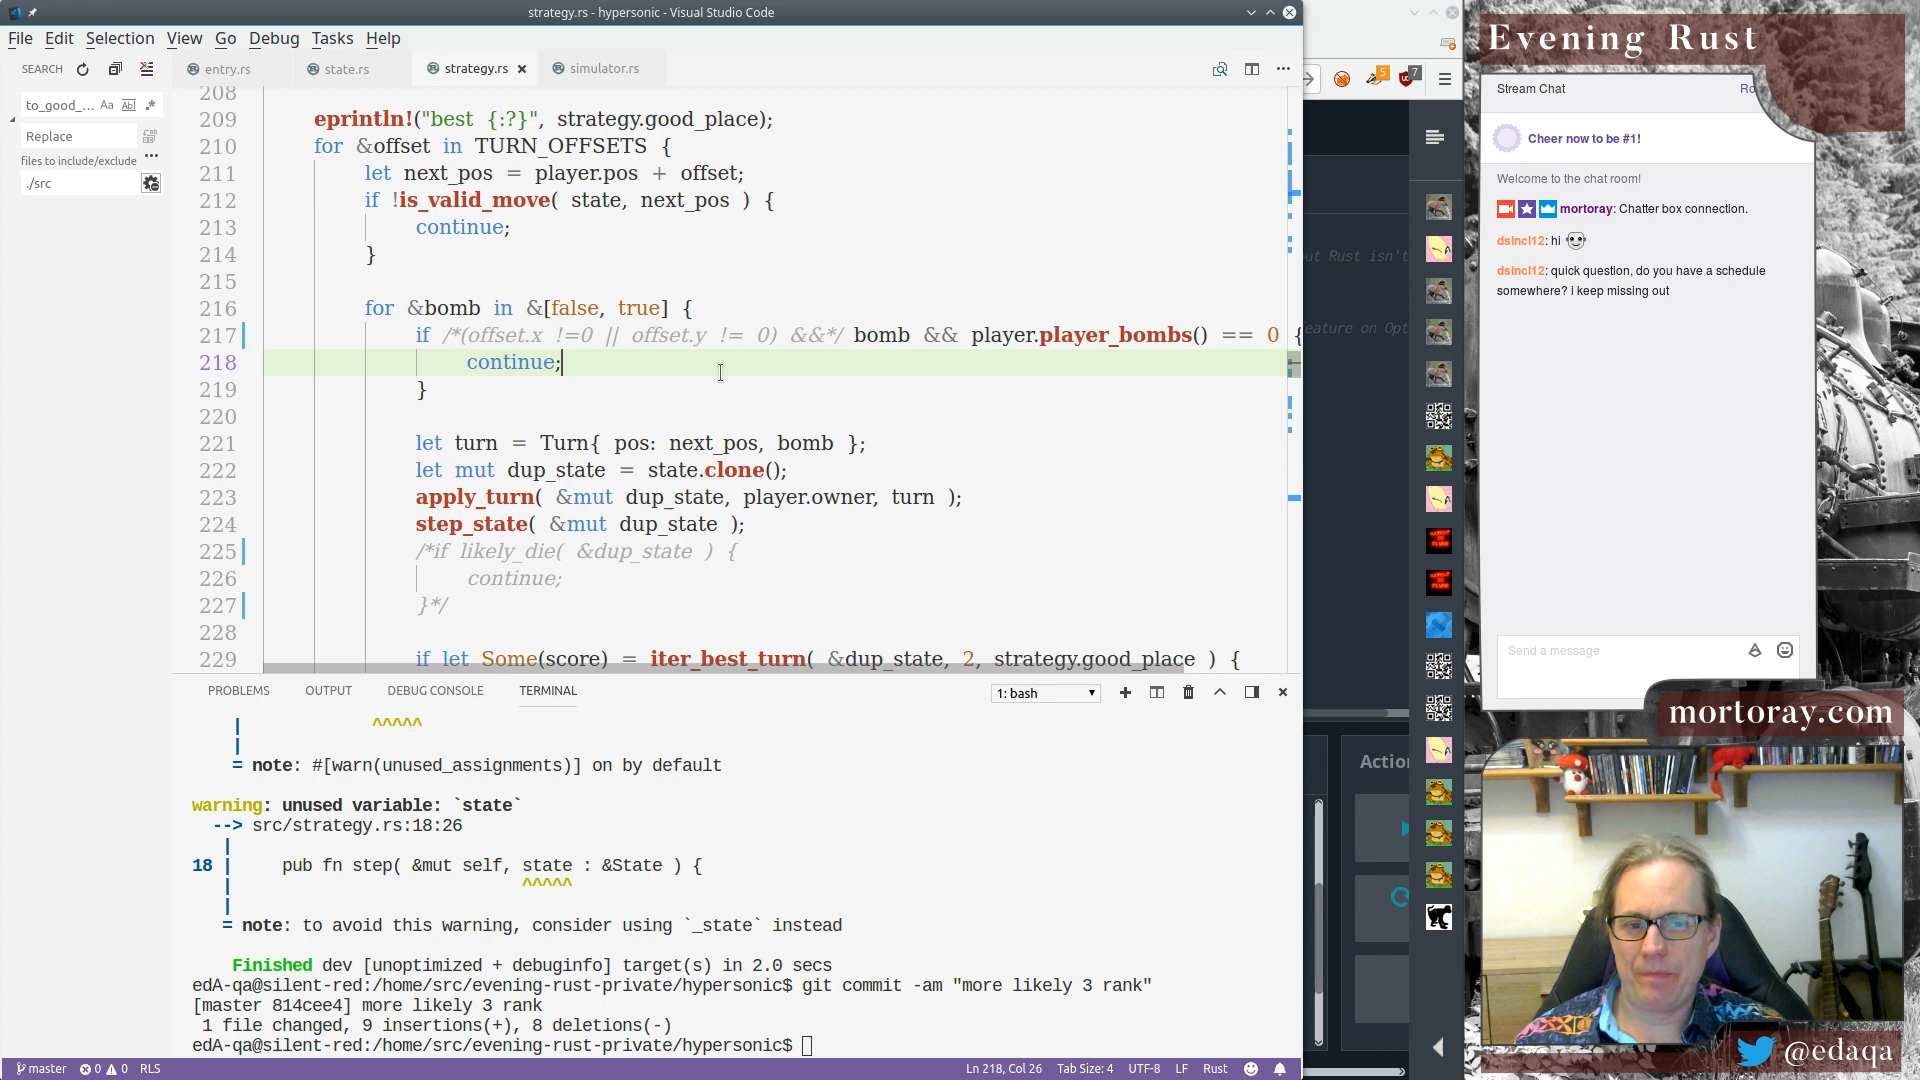 strategy.rs - hypersonic - Visual Studio Code
File Edit Selection View Go Debug Tasks Help
SEARCH
entry.rs
state.rs
strategy.rs
simulator.rs
to_good_...
Replace
files to include/exclude
./src
208
209 eprintln!("best {:?}", strategy.good_place);
210 for &offset in TURN_OFFSETS {
211 let next_pos = player.pos + offset;
212 if !is_valid_move( state, next_pos ) {
213 continue;
214 }
215
216 for &bomb in &[false, true] {
217 if /*(offset.x !=0 || offset.y != 0) &&*/ bomb && player.player_bombs() == 0 {
218 continue;
219 }
220
221 let turn = Turn{ pos: next_pos, bomb };
222 let mut dup_state = state.clone();
223 apply_turn( &mut dup_state, player.owner, turn );
224 step_state( &mut dup_state );
225 /*if likely_die( &dup_state ) {
226 continue;
227 }*/
228
229 if let Some(score) = iter_best_turn( &dup_state, 2, strategy.good_place ) {
PROBLEMS OUTPUT DEBUG CONSOLE TERMINAL
1: bash
| ^^^^^
|
= note: #[warn(unused_assignments)] on by default
warning: unused variable: `state`
--> src/strategy.rs:18:26
|
18 | pub fn step( &mut self, state : &State ) {
| ^^^^^
|
= note: to avoid this warning, consider using `_state` instead
Finished dev [unoptimized + debuginfo] target(s) in 2.0 secs
edA-qa@silent-red:/home/src/evening-rust-private/hypersonic$ git commit -am "more likely 3 rank"
[master 814cee4] more likely 3 rank
1 file changed, 9 insertions(+), 8 deletions(-)
edA-qa@silent-red:/home/src/evening-rust-private/hypersonic$
master 0 0 RLS
Ln 218, Col 26 Tab Size: 4 UTF-8 LF Rust
5
7
ut Rust isn't
eature on Opt
Action
Evening Rust
Stream Chat
Ro
Cheer now to be #1!
Welcome to the chat room!
mortoray: Chatter box connection.
dsincl12: hi
dsincl12: quick question, do you have a schedule
somewhere? i keep missing out
Send a message
mortoray.com
@edaqa